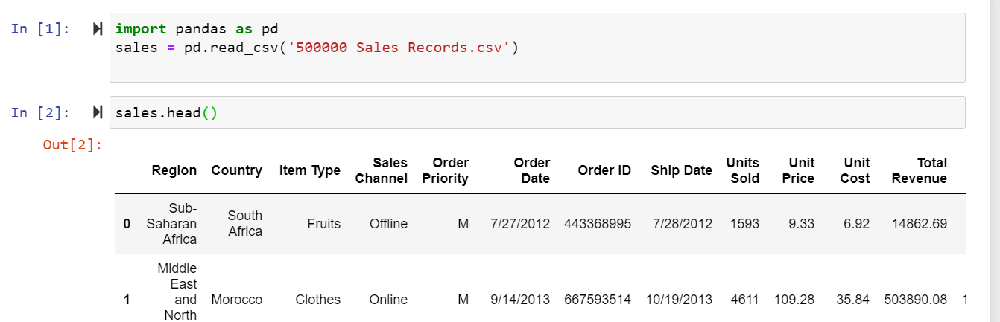 In [1]:
import pandas as pd
sales = pd.read_csv('500000 Sales Records.csv')
In [2]:
sales.head()
Out[2]:
Region Country Item Type Sales Channel Order Priority Order Date Order ID Ship Date Units Sold Unit Price Unit Cost Total Revenue
0 Sub-Saharan Africa South Africa Fruits Offline M 7/27/2012 443368995 7/28/2012 1593 9.33 6.92 14862.69
1 Middle East and North Morocco Clothes Online M 9/14/2013 667593514 10/19/2013 4611 109.28 35.84 503890.08